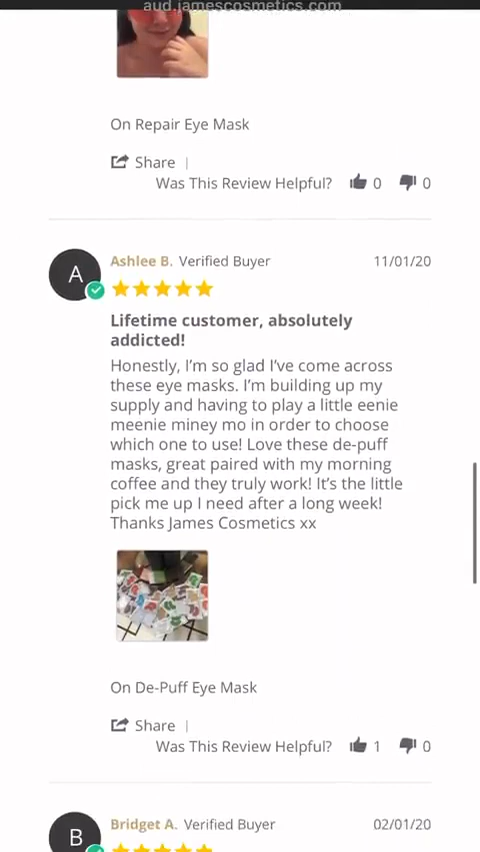 aud.jamescosmetics.com
On Repair Eye Mask
Share |
Was This Review Helpful? 0 0
A
Ashlee B. Verified Buyer 11/01/20
Lifetime customer, absolutely
addicted!
Honestly, I'm so glad I've come across
these eye masks. I'm building up my
supply and having to play a little eenie
meenie miney mo in order to choose
which one to use! Love these de-puff
masks, great paired with my morning
coffee and they truly work! It's the little
pick me up I need after a long week!
Thanks James Cosmetics xx
On De-Puff Eye Mask
Share |
Was This Review Helpful? 1 0
B
Bridget A. Verified Buyer 02/01/20